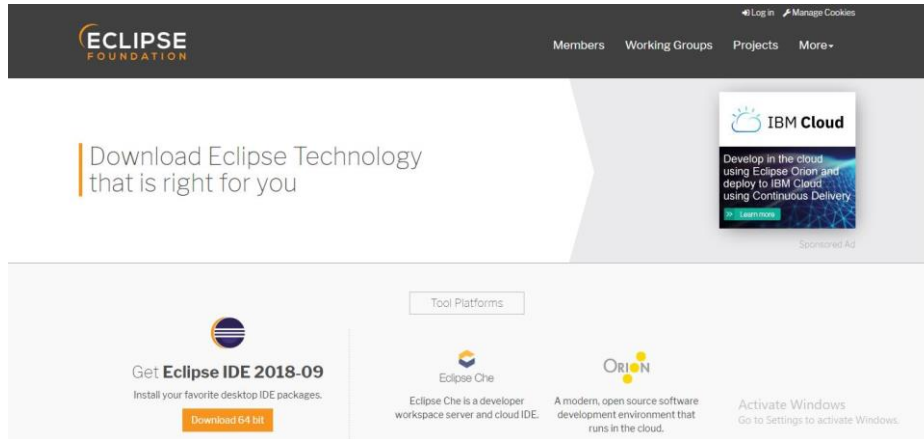 Log in Manage Cookies
ECLIPSE
FOUNDATION
Members Working Groups Projects More
Download Eclipse Technology
that is right for you
IBM Cloud
Develop in the cloud
using Eclipse Orion and
deploy to IBM Cloud
using Continuous Delivery
Learn more
Sponsored Ad
Tool Platforms
Get Eclipse IDE 2018-09
Install your favorite desktop IDE packages.
Download 64 bit
Eclipse Che
Eclipse Che is a developer
workspace server and cloud IDE.
ORION
A modern, open source software
development environment that
runs in the cloud.
Activate Windows
Go to Settings to activate Windows.